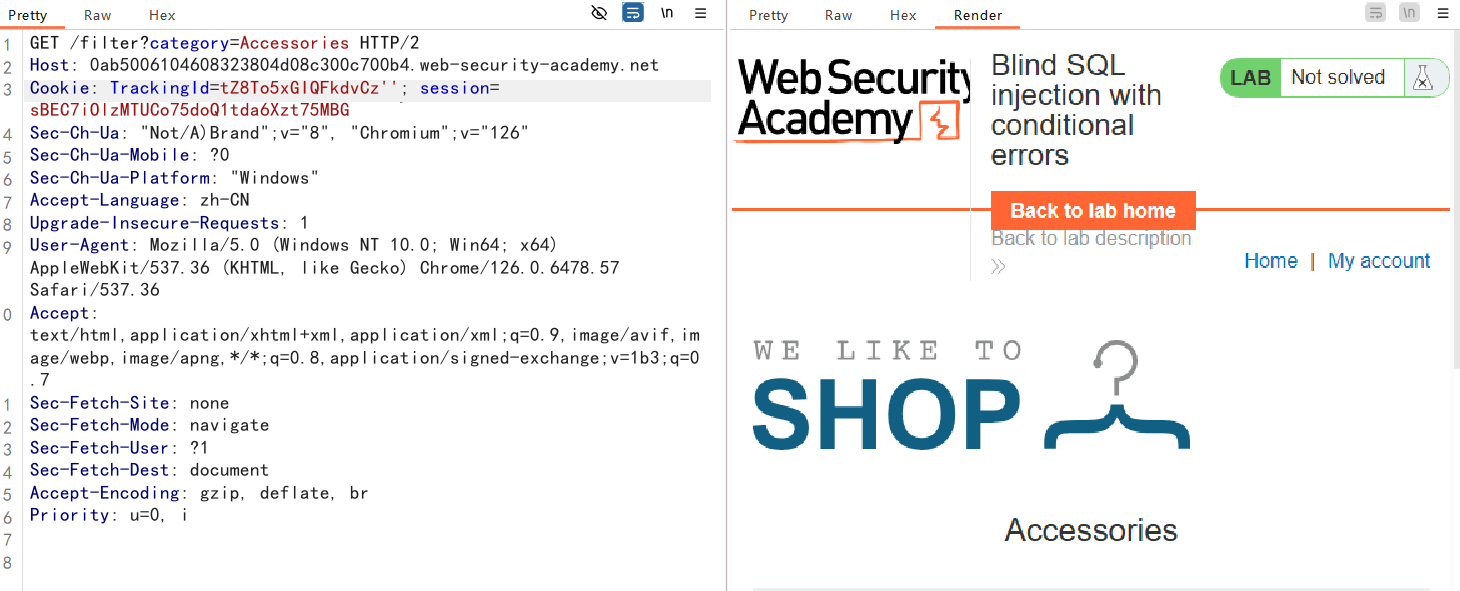 Pretty Raw Hex \n
1 GET /filter?category=Accessories HTTP/2
2 Host: 0ab5006104608323804d08c300c700b4.web-security-academy.net
3 Cookie: TrackingId=tZ8To5xGlQFkdvCz''; session=
sBEC7iOlzMTUCo75doQ1tda6Xzt75MBG
4 Sec-Ch-Ua: "Not/A)Brand";v="8", "Chromium";v="126"
5 Sec-Ch-Ua-Mobile: ?0
6 Sec-Ch-Ua-Platform: "Windows"
7 Accept-Language: zh-CN
8 Upgrade-Insecure-Requests: 1
9 User-Agent: Mozilla/5.0 (Windows NT 10.0; Win64; x64)
AppleWebKit/537.36 (KHTML, like Gecko) Chrome/126.0.6478.57
Safari/537.36
0 Accept:
text/html,application/xhtml+xml,application/xml;q=0.9,image/avif,im
age/webp,image/apng,*/*;q=0.8,application/signed-exchange;v=b3;q=0
.7
1 Sec-Fetch-Site: none
2 Sec-Fetch-Mode: navigate
3 Sec-Fetch-User: ?1
4 Sec-Fetch-Dest: document
5 Accept-Encoding: gzip, deflate, br
6 Priority: u=0, i
7
8
Pretty Raw Hex Render \n
Web Security
Academy
Blind SQL
injection with
conditional
errors
LAB Not solved
Back to lab home
Back to lab description
Home | My account
WE LIKE TO
SHOP
Accessories